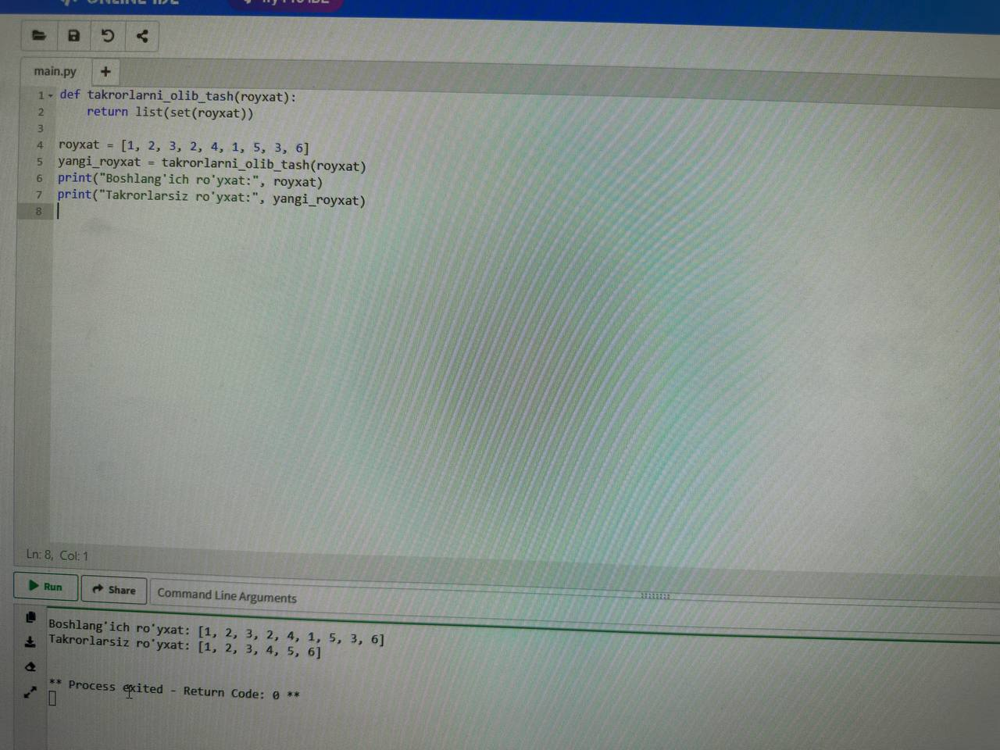 ONLINE IDE
main.py
+
1 def takrorlarni_olib_tash(royxat):
2 return list(set(royxat))
3
4 royxat = [1, 2, 3, 2, 4, 1, 5, 3, 6]
5 yangi_royxat = takrorlarni_olib_tash(royxat)
6 print("Boshlang'ich ro'yxat:", royxat)
7 print("Takrorlarsiz ro'yxat:", yangi_royxat)
8
Ln: 8, Col: 1
Run
Share
Command Line Arguments
Boshlang'ich ro'yxat: [1, 2, 3, 2, 4, 1, 5, 3, 6]
Takrorlarsiz ro'yxat: [1, 2, 3, 4, 5, 6]
** Process exited - Return Code: 0 **